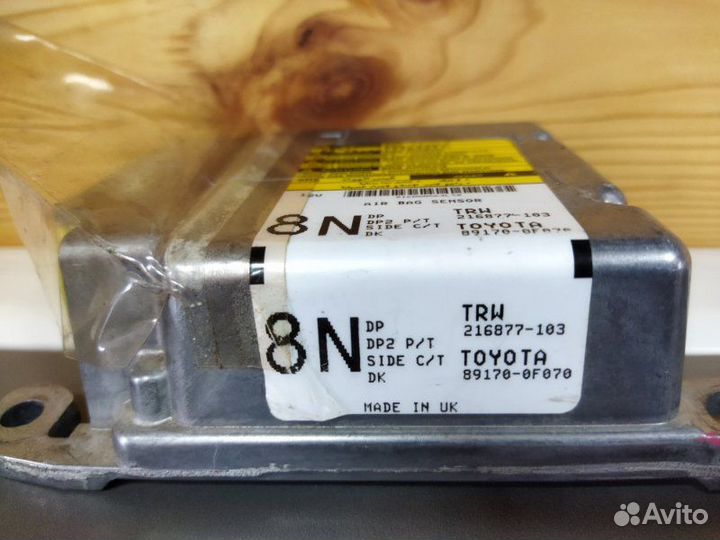 12V
AIR BAG SENSOR
8N DP TRW
DP2 P/T 216877-103
SIDE C/T TOYOTA
DK 89170-0F070
8N DP TRW
DP2 P/T 216877-103
SIDE C/T TOYOTA
DK 89170-0F070
MADE IN UK
Avito